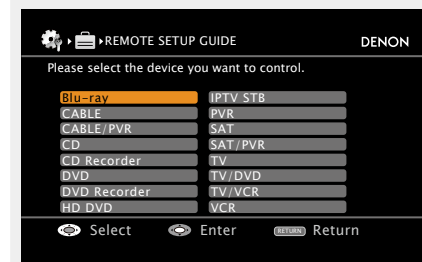 REMOTE SETUP GUIDE DENON
Please select the device you want to control.
Blu-ray IPTV STB
CABLE PVR
CABLE/PVR SAT
CD SAT/PVR
CD Recorder TV
DVD TV/DVD
DVD Recorder TV/VCR
HD DVD VCR
Select Enter RETURN Return